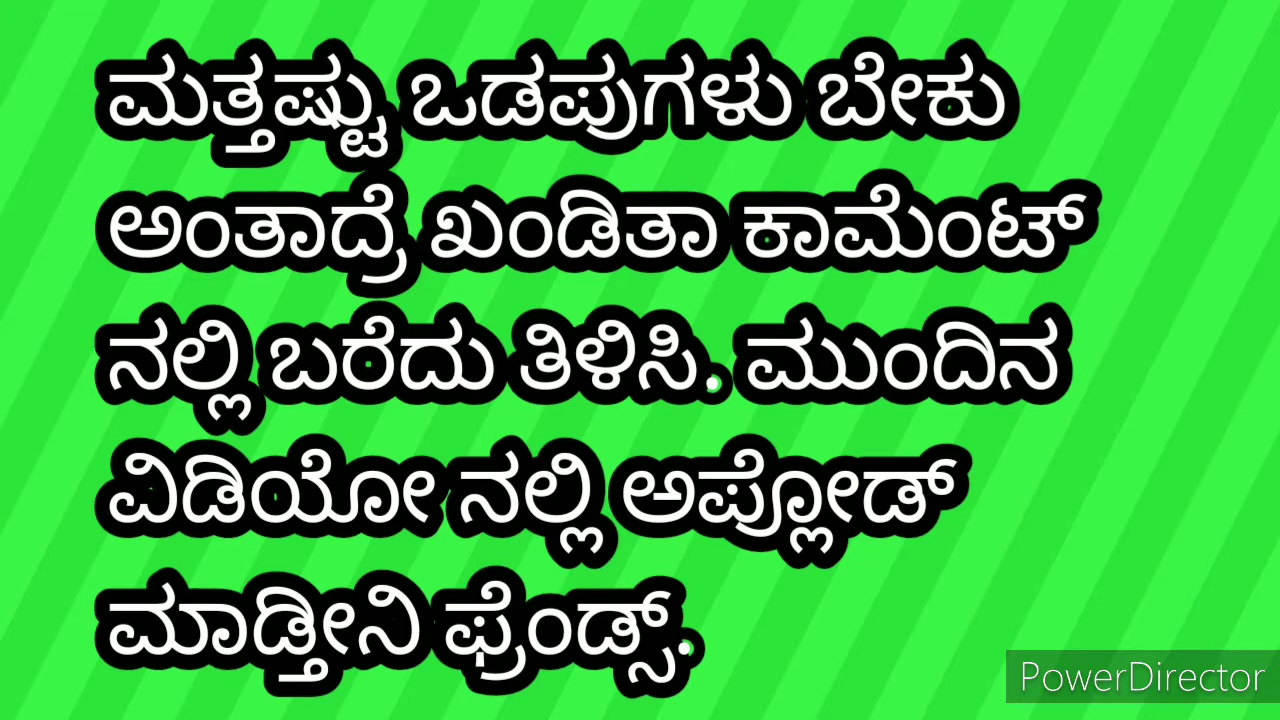 ಮತ್ತಷ್ಟು ಒಡಪುಗಳು ಬೇಕು
ಅಂತಾದ್ರೆ ಖಂಡಿತಾ ಕಾಮೆಂಟ್
ನಲ್ಲಿ ಬರೆದು ತಿಳಿಸಿ. ಮುಂದಿನ
ವಿಡಿಯೋ ನಲ್ಲಿ ಅಪ್ಲೋಡ್
ಮಾಡ್ತೀನಿ ಫ್ರೆಂಡ್ಸ್.
PowerDirector